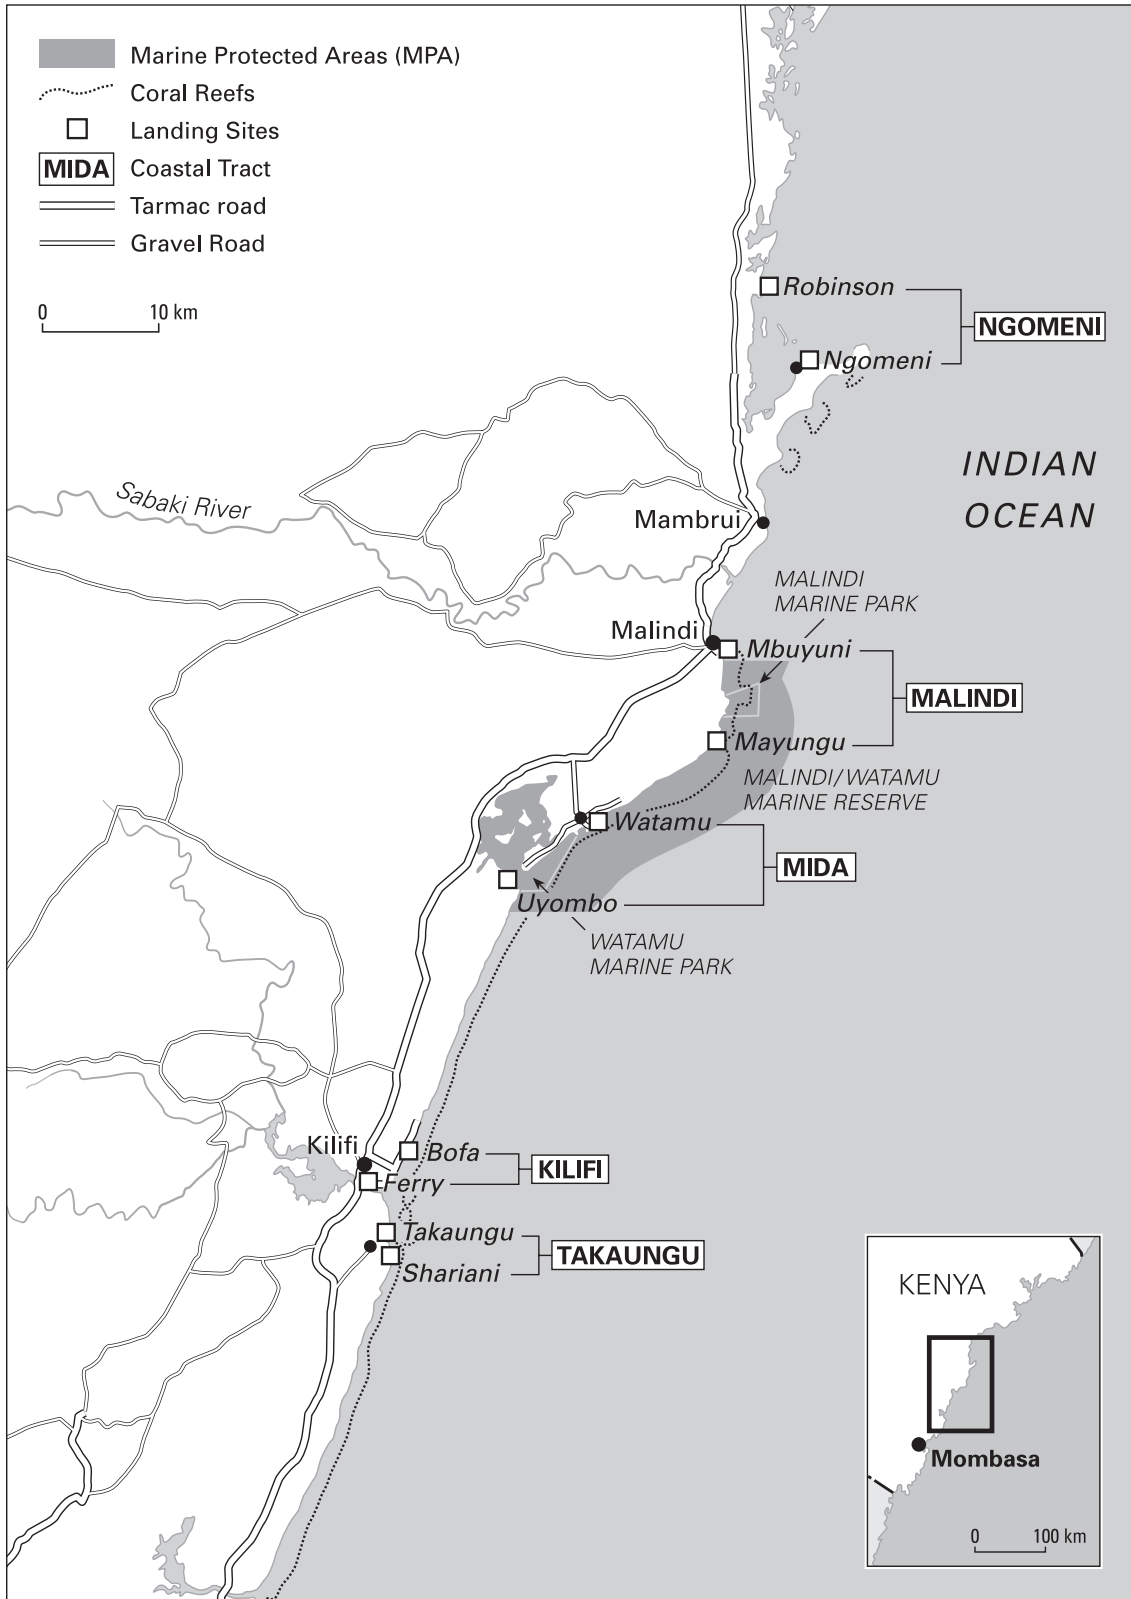 Marine Protected Areas (MPA)
Coral Reefs
Landing Sites
MIDA Coastal Tract
Tarmac road
Gravel Road
0 10 km
Robinson
NGOMENI
Ngomeni
INDIAN
OCEAN
Sabaki River
Mambrui
MALINDI
MARINE PARK
Malindi
Mbuyuni
MALINDI
Mayungu
MALINDI/WATAMU
MARINE RESERVE
Watamu
MIDA
Uyombo
WATAMU
MARINE PARK
Kilifi
Bofa
KILIFI
Ferry
Takaungu
TAKAUNGU
Shariani
KENYA
Mombasa
0 100 km